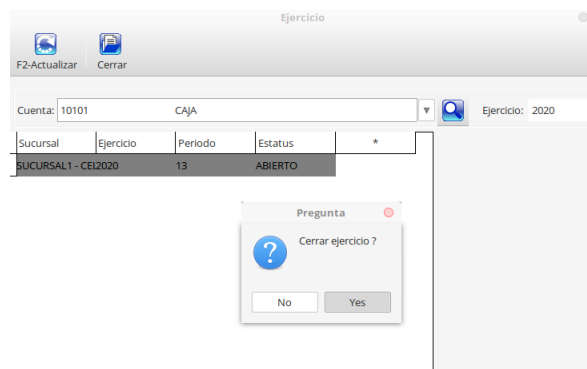 Ejercicio
F2-Actualizar Cerrar
Cuenta: 10101 CAJA Ejercicio: 2020
Sucursal Ejercicio Periodo Estatus *
SUCURSAL1 - CEL 2020 13 ABIERTO
Pregunta
Cerrar ejercicio ?
No Yes